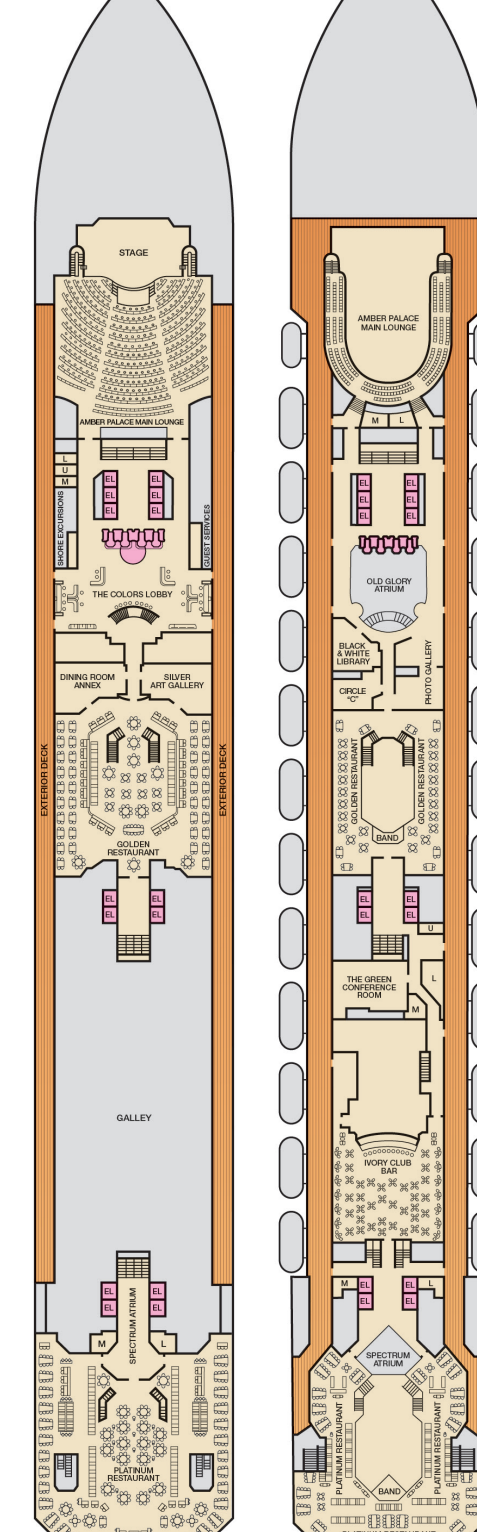 STAGE
AMBER PALACE MAIN LOUNGE
L
U
M
EL
EL
EL
EL
EL
EL
SHORE EXCURSIONS
GUEST SERVICES
THE COLORS LOBBY
DINING ROOM
ANNEX
SILVER
ART GALLERY
EXTERIOR DECK
EXTERIOR DECK
GOLDEN
RESTAURANT
EL
EL
EL
EL
GALLEY
EL
EL
EL
EL
SPECTRUM ATRIUM
M
L
PLATINUM
RESTAURANT
AMBER PALACE
MAIN LOUNGE
M
L
EL
EL
EL
EL
EL
EL
OLD GLORY
ATRIUM
BLACK
& WHITE
LIBRARY
PHOTO GALLERY
CIRCLE
"C"
GOLDEN RESTAURANT
GOLDEN RESTAURANT
BAND
EL
EL
EL
EL
U
THE GREEN
CONFERENCE
ROOM
L
M
IVORY CLUB
BAR
M
EL
EL
EL
EL
L
SPECTRUM
ATRIUM
PLATINUM RESTAURANT
PLATINUM RESTAURANT
BAND